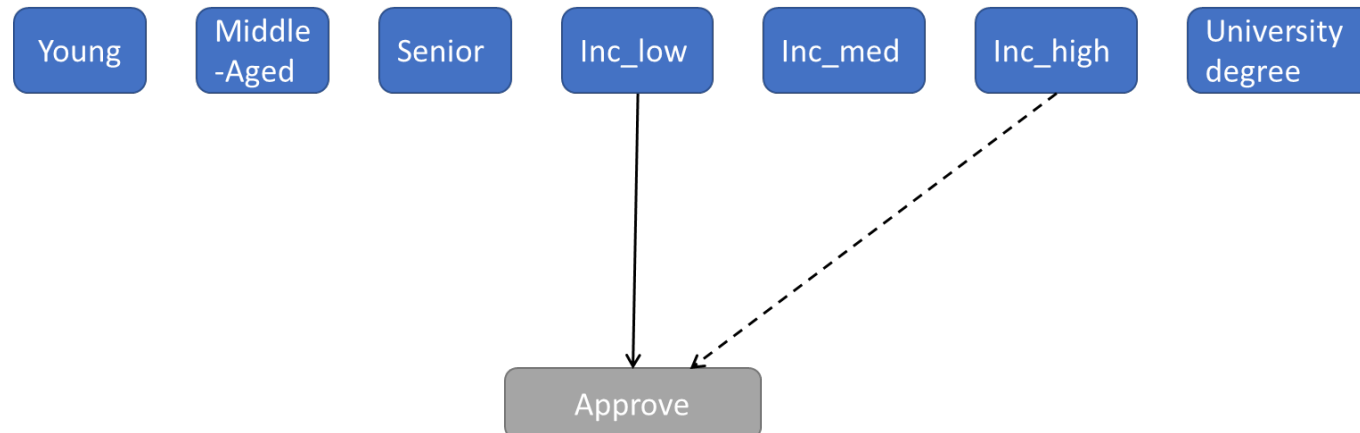 Young
Middle
-Aged
Senior
Inc_low
Inc_med
Inc_high
University
degree
Approve